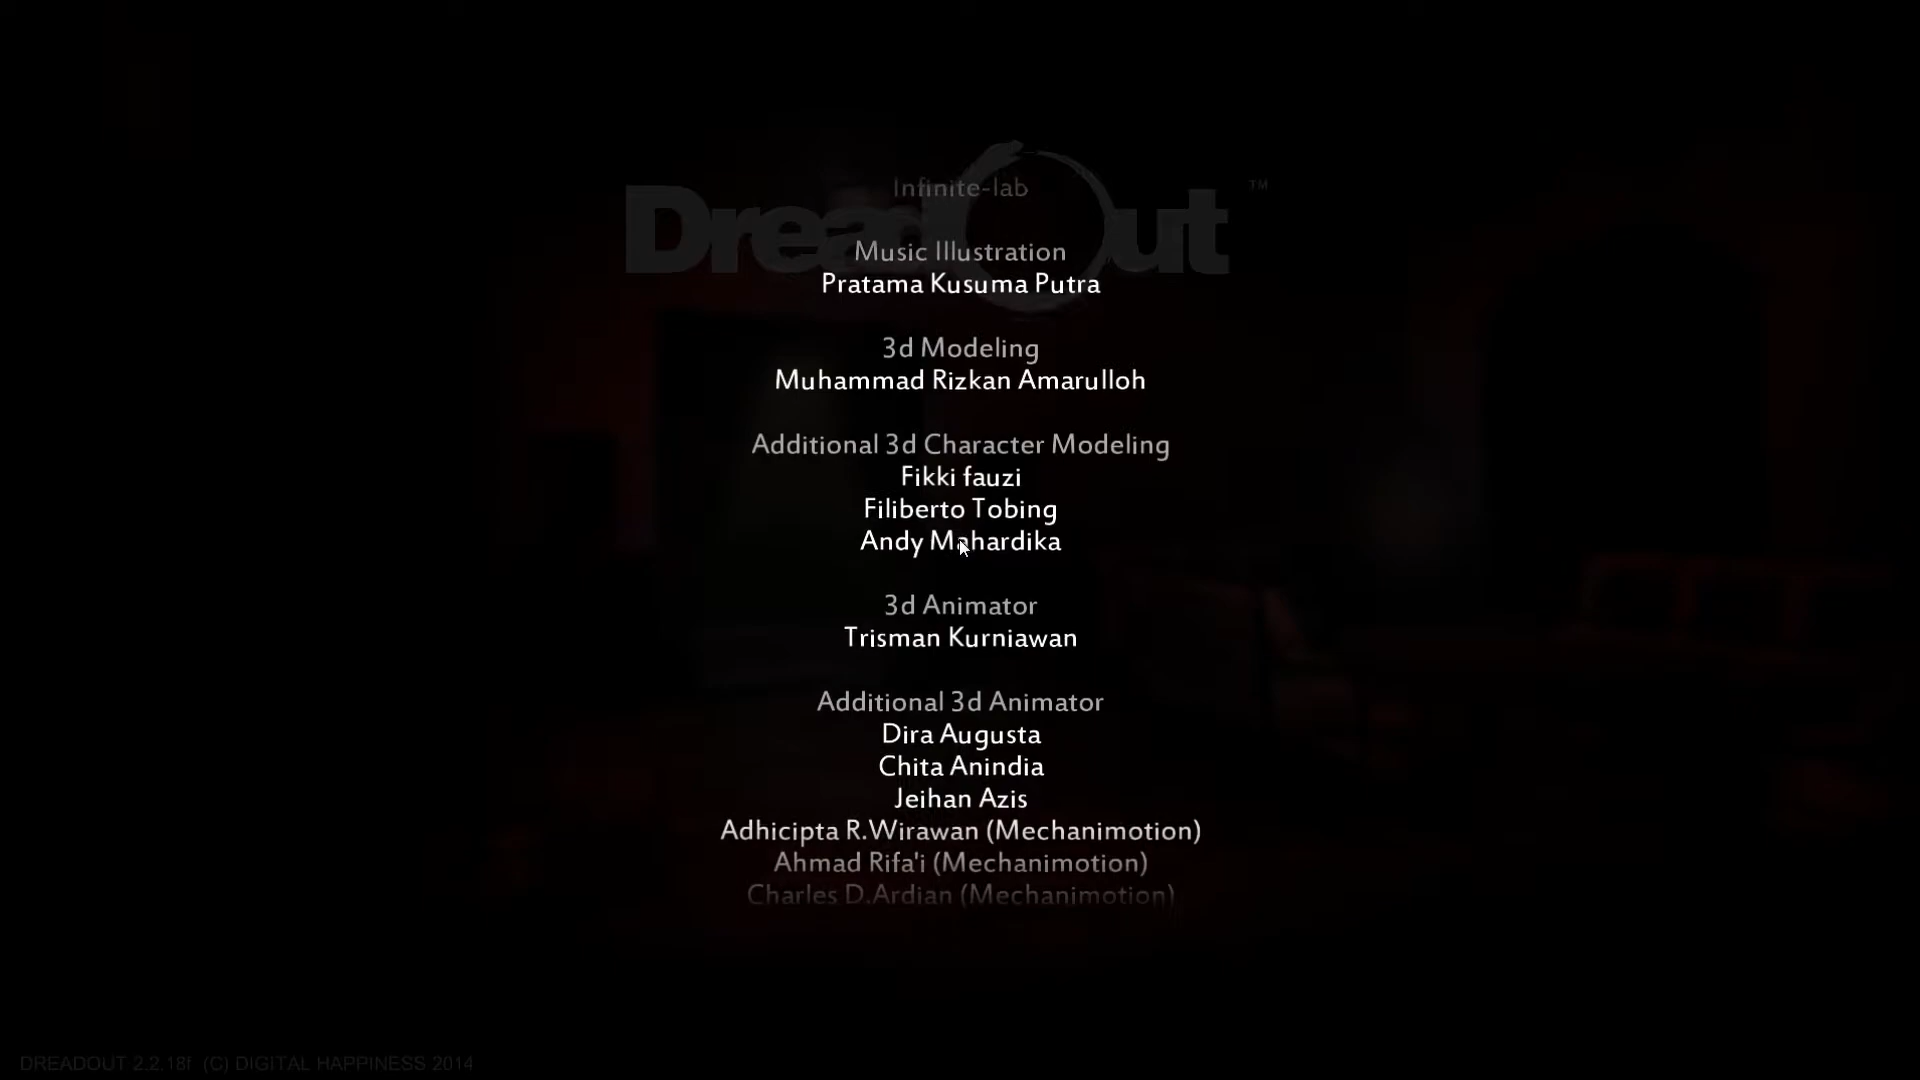 Infinite-lab
DreadOut ™
Music Illustration
Pratama Kusuma Putra
3d Modeling
Muhammad Rizkan Amarulloh
Additional 3d Character Modeling
Fikki fauzi
Filiberto Tobing
Andy Mahardika
3d Animator
Trisman Kurniawan
Additional 3d Animator
Dira Augusta
Chita Anindia
Jeihan Azis
Adhicipta R.Wirawan (Mechanimotion)
Ahmad Rifa'i (Mechanimotion)
Charles D.Ardian (Mechanimotion)
DREADOUT 2.2.18f (C) DIGITAL HAPPINESS 2014